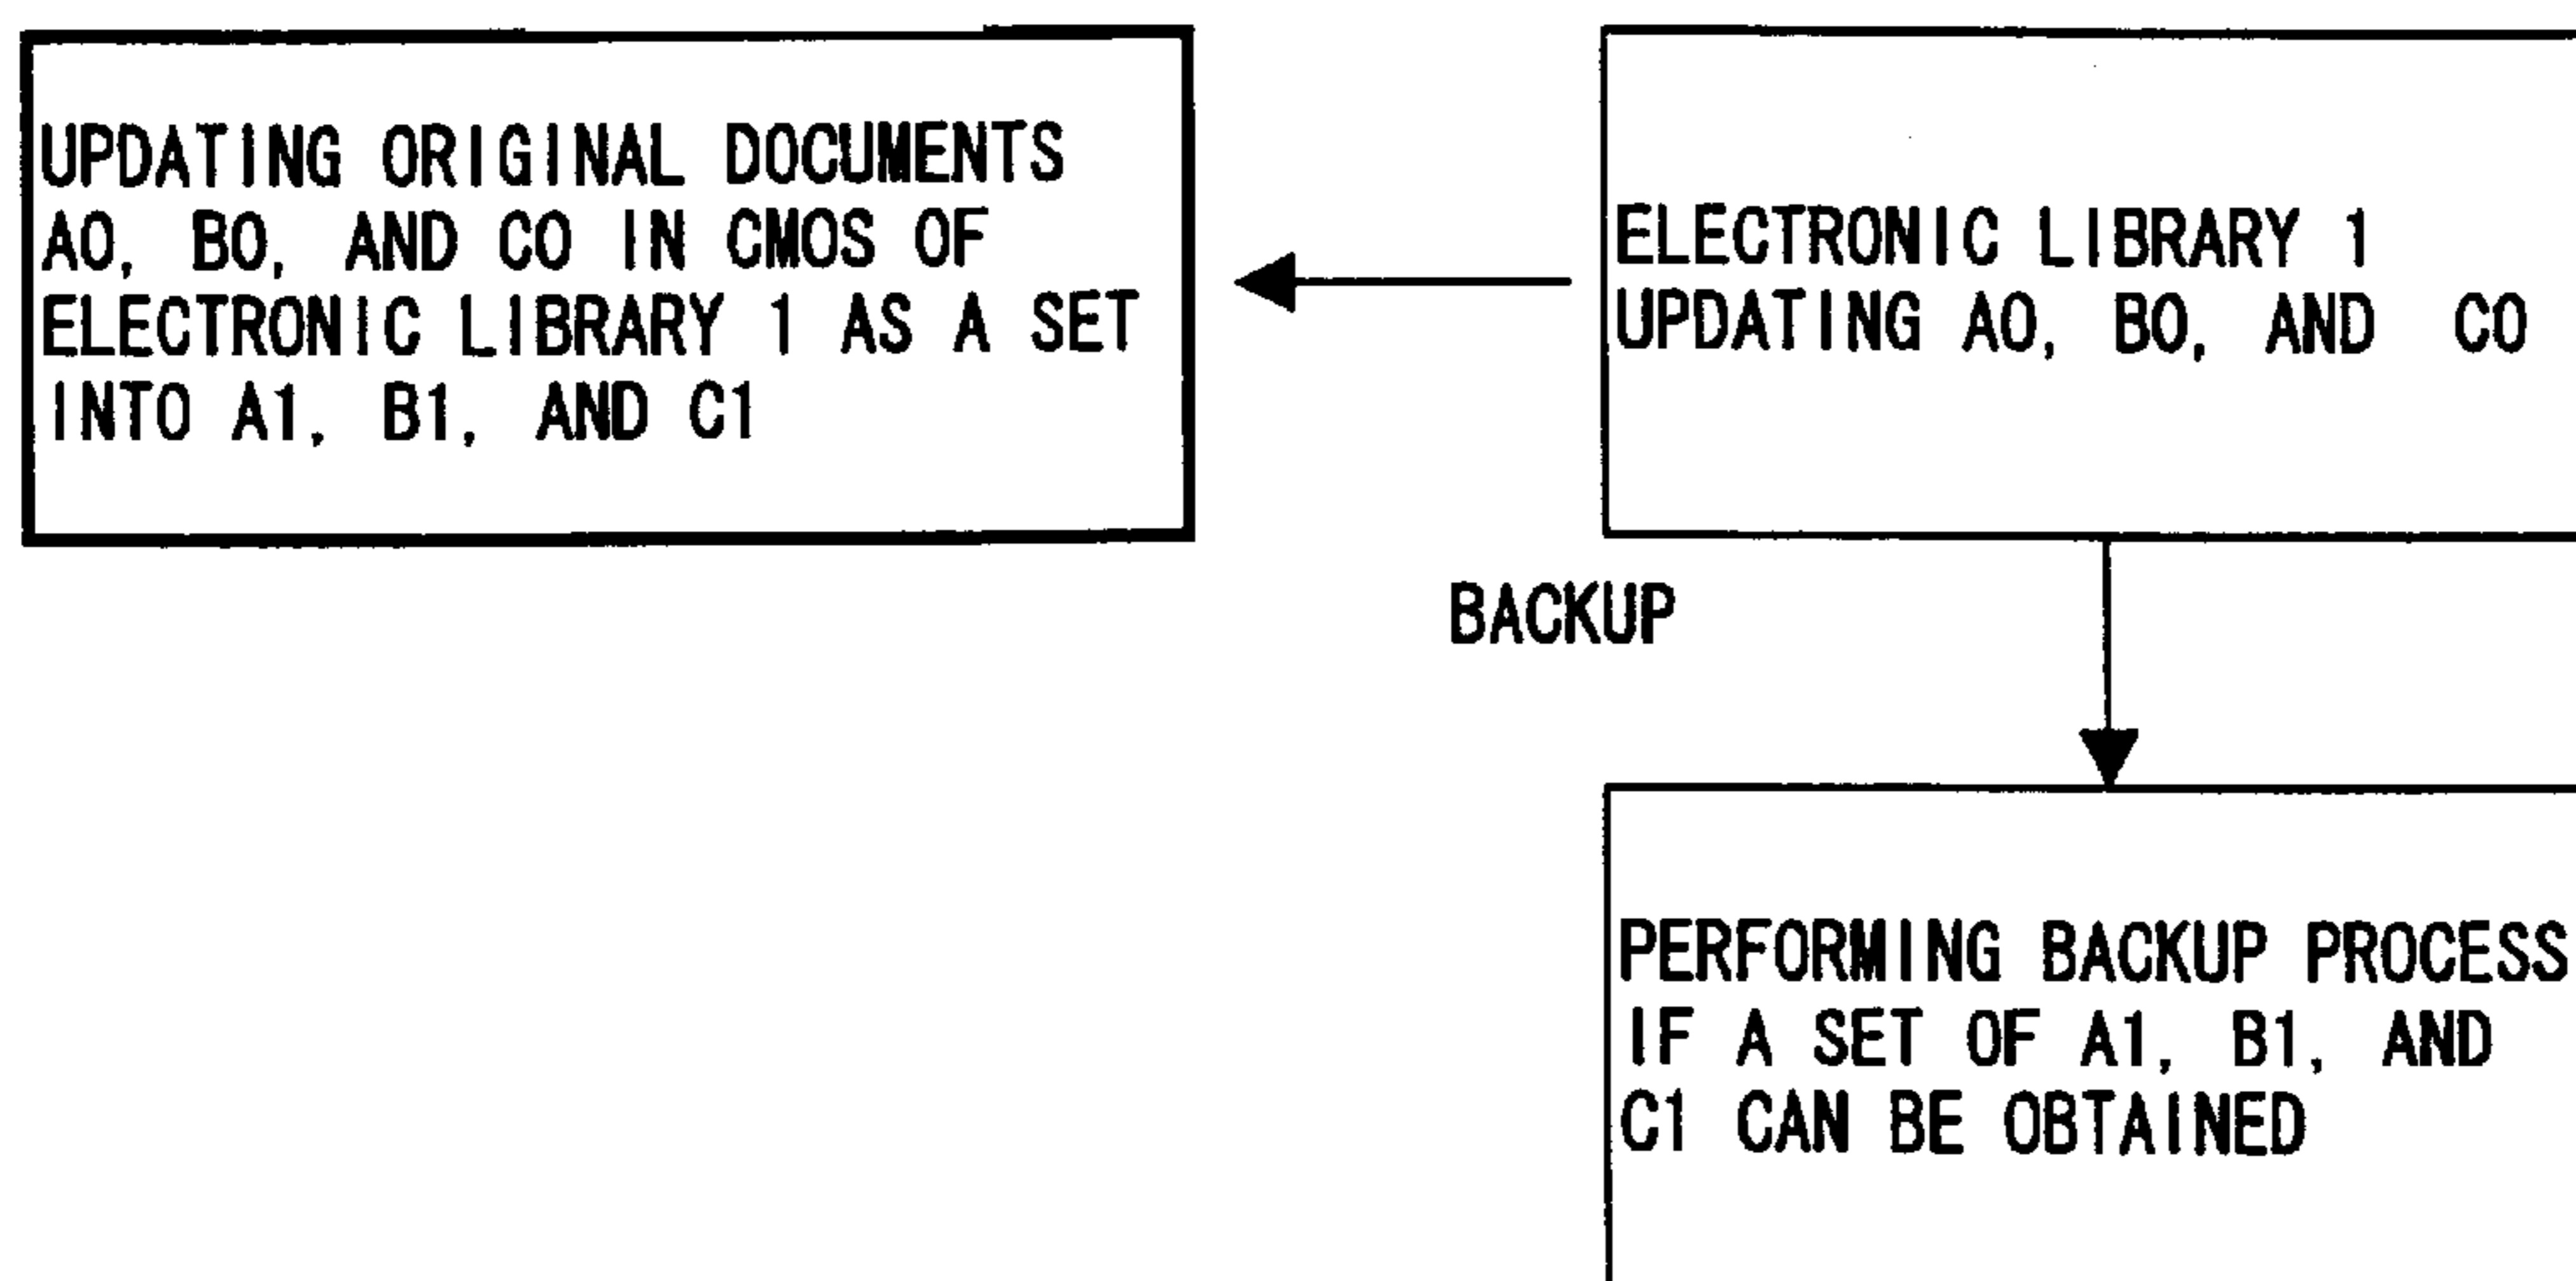 UPDATING ORIGINAL DOCUMENTS
A0, B0, AND C0 IN CMOS OF
ELECTRONIC LIBRARY 1 AS A SET
INTO A1, B1, AND C1
ELECTRONIC LIBRARY 1
UPDATING A0, B0, AND C0
BACKUP
PERFORMING BACKUP PROCESS
IF A SET OF A1, B1, AND
C1 CAN BE OBTAINED